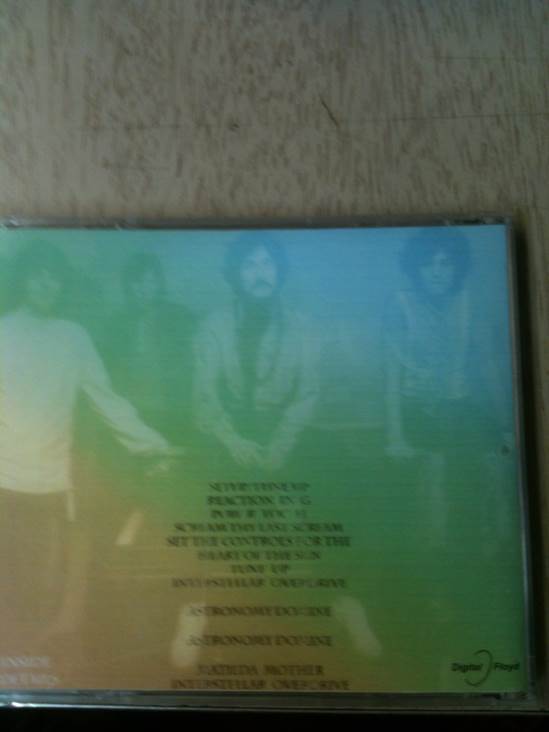 REACTION IN G
SCREAM THY LAST SCREAM
SET THE CONTROLS FOR THE
HEART OF THE SUN
TUNE UP
INTERSTELLAR OVERDRIVE
ASTRONOMY DOMINE
ASTRONOMY DOMINE
MATILDA MOTHER
INTERSTELLAR OVERDRIVE
INSIDE
Digital Floyd